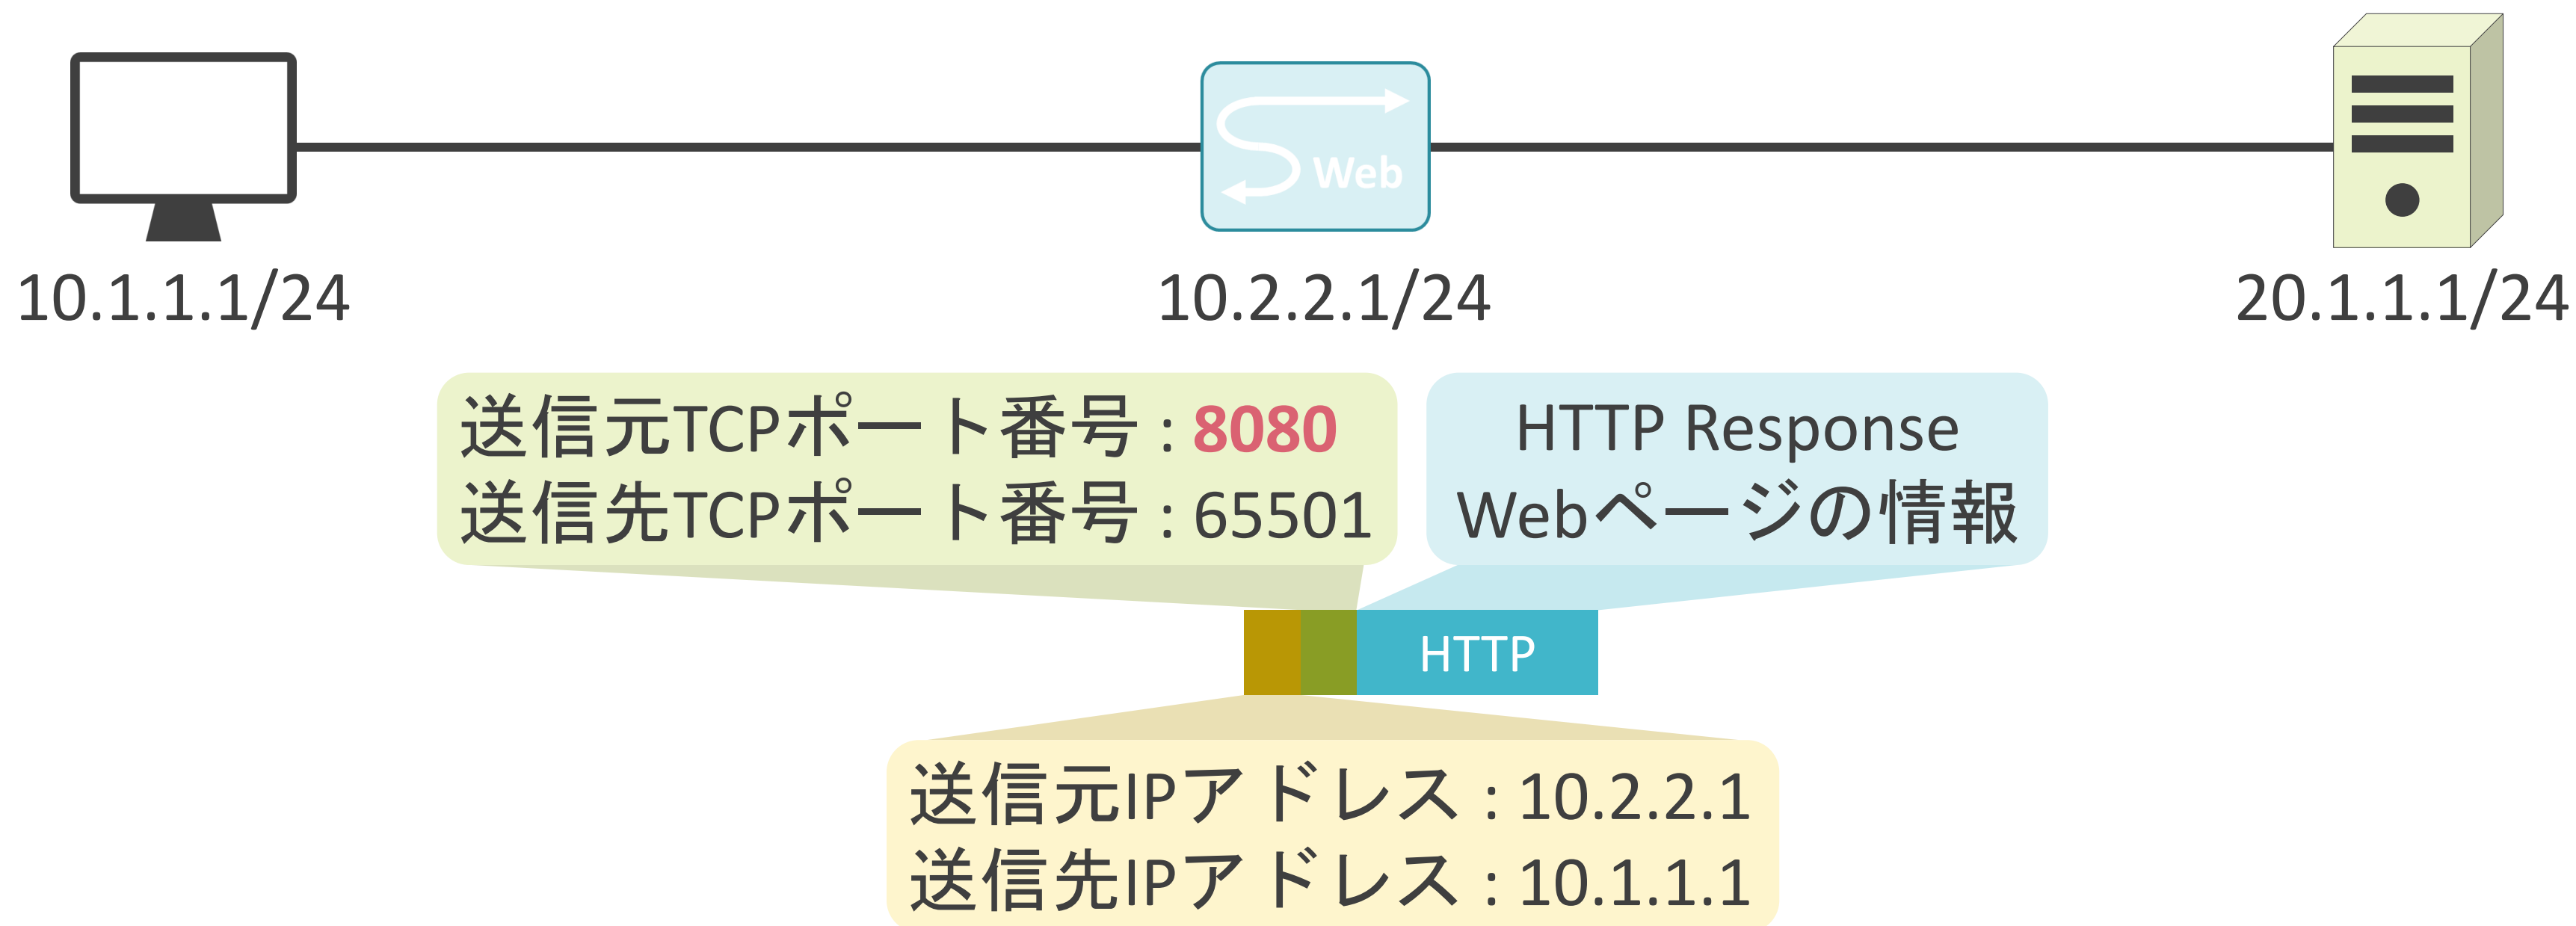 Web
10.1.1.1/24
10.2.2.1/24
20.1.1.1/24
送信元TCPポート番号 : 8080
送信先TCPポート番号 : 65501
HTTP Response
Webページの情報
HTTP
送信元IPアドレス : 10.2.2.1
送信先IPアドレス : 10.1.1.1